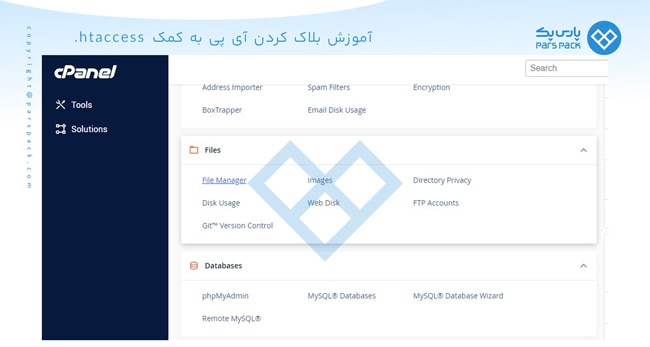 آموزش بلاک کردن آی پی به کمک htaccess.
پارس پک
PARS PACK
copyright@parspack.com
cPanel
Search
Tools
Solutions
Address Importer Spam Filters Encryption
BoxTrapper Email Disk Usage
Files
File Manager Images Directory Privacy
Disk Usage Web Disk FTP Accounts
Git™ Version Control
Databases
phpMyAdmin MySQL® Databases MySQL® Database Wizard
Remote MySQL®